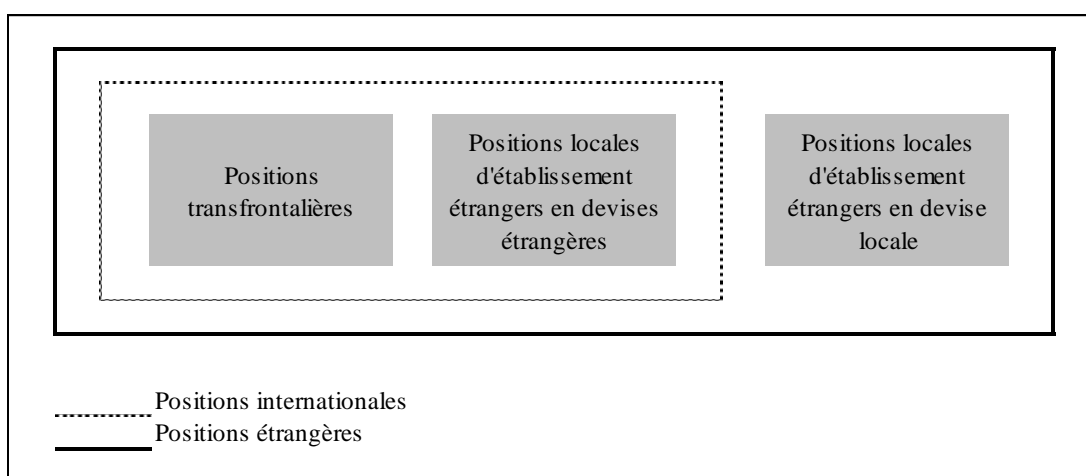 Positions
transfrontalières
Positions locales
d'établissement
étrangers en devises
étrangères
Positions locales
d'établissement
étrangers en devise
locale
Positions internationales
Positions étrangères